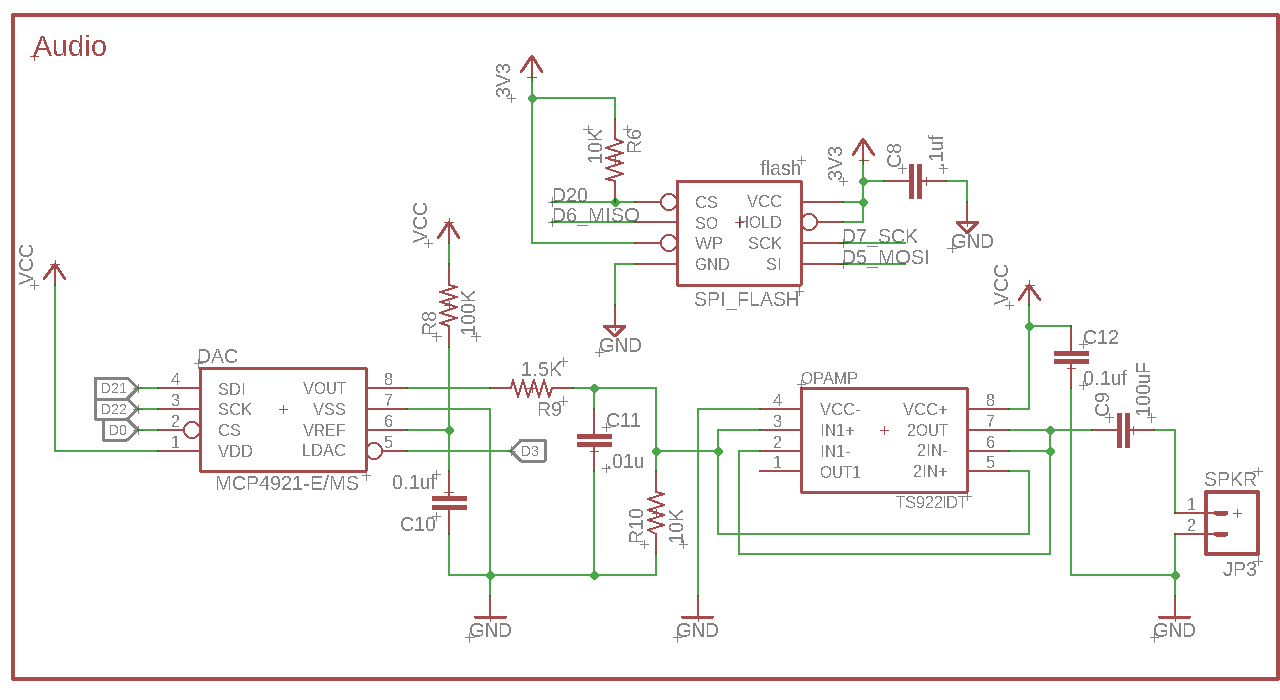 Audio
3V3
10K
R6
D20
D6_MISO
flash
CS
SO
WP
GND
VCC
HOLD
SCK
SI
SPI_FLASH
3V3
C8
1uf
GND
D7_SCK
D5_MOSI
GND
VCC
VCC
R8
100K
DAC
D21
D22
D0
4
3
2
1
SDI
SCK
CS
VDD
VOUT
VSS
VREF
LDAC
8
7
6
5
MCP4921-E/MS
D3
1.5K
R9
C11
.01u
0.1uf
C10
R10
10K
GND
GND
OPAMP
4
3
2
1
VCC-
IN1+
IN1-
OUT1
VCC+
2OUT
2IN-
2IN+
8
7
6
5
TS922IDT
VCC
C12
0.1uf
C9
100uF
SPKR
1
2
JP3
GND